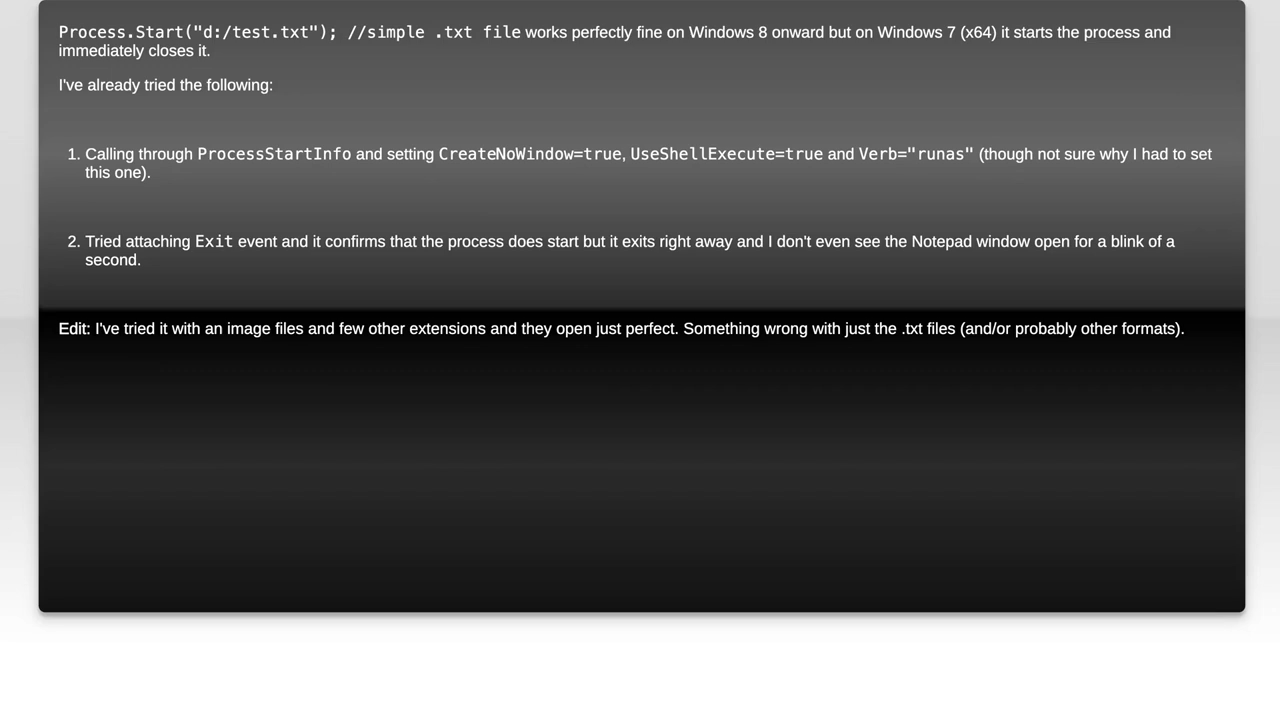 Process.Start("d:/test.txt"); //simple .txt file works perfectly fine on Windows 8 onward but on Windows 7 (x64) it starts the process and
immediately closes it.
I've already tried the following:
1. Calling through ProcessStartInfo and setting CreateNoWindow=true, UseShellExecute=true and Verb="runas" (though not sure why I had to set
this one).
2. Tried attaching Exit event and it confirms that the process does start but it exits right away and I don't even see the Notepad window open for a blink of a
second.
Edit: I've tried it with an image files and few other extensions and they open just perfect. Something wrong with just the .txt files (and/or probably other formats).